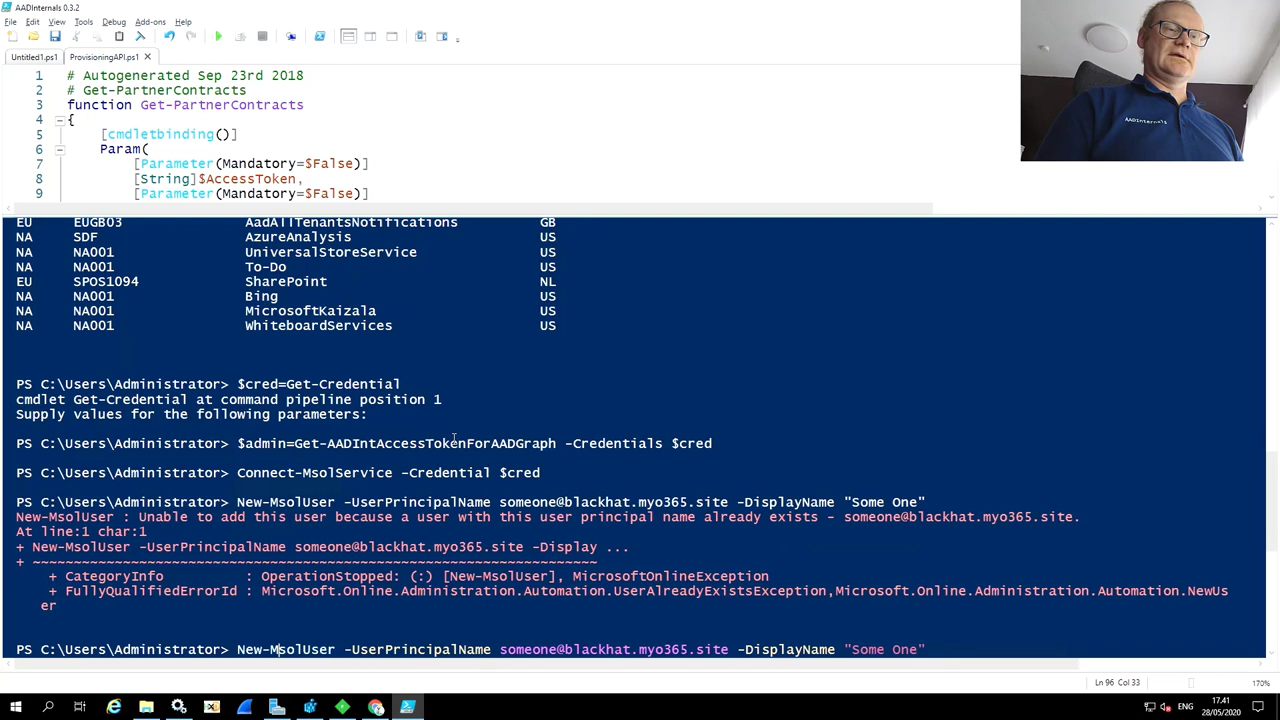 AADInternals 0.3.2
File Edit View Tools Debug Add-ons Help
Untitled1.ps1 ProvisioningAPI.ps1
1 # Autogenerated Sep 23rd 2018
2 # Get-PartnerContracts
3 function Get-PartnerContracts
4 {
5 [cmdletbinding()]
6 Param(
7 [Parameter(Mandatory=$False)]
8 [String]$AccessToken,
9 [Parameter(Mandatory=$False)]
AADInternals
EU EUGB03 AadAllTenantsNotifications GB
NA SDF AzureAnalysis US
NA NA001 UniversalStoreService US
NA NA001 To-Do US
EU SPOS1094 SharePoint NL
NA NA001 Bing US
NA NA001 MicrosoftKaizala US
NA NA001 WhiteboardServices US
PS C:\Users\Administrator> $cred=Get-Credential
cmdlet Get-Credential at command pipeline position 1
Supply values for the following parameters:
PS C:\Users\Administrator> $admin=Get-AADIntAccessTokenForAADGraph -Credentials $cred
PS C:\Users\Administrator> Connect-MsolService -Credential $cred
PS C:\Users\Administrator> New-MsolUser -UserPrincipalName someone@blackhat.myo365.site -DisplayName "Some One"
New-MsolUser : Unable to add this user because a user with this user principal name already exists - someone@blackhat.myo365.site.
At line:1 char:1
+ New-MsolUser -UserPrincipalName someone@blackhat.myo365.site -Display ...
+ ~~~~~~~~~~~~~~~~~~~~~~~~~~~~~~~~~~~~~~~~~~~~~~~~~~~~~~~~~~~~~~~~~~~~~
+ CategoryInfo : OperationStopped: (:) [New-MsolUser], MicrosoftOnlineException
+ FullyQualifiedErrorId : Microsoft.Online.Administration.Automation.UserAlreadyExistsException,Microsoft.Online.Administration.Automation.NewUs
er
PS C:\Users\Administrator> New-MsolUser -UserPrincipalName someone@blackhat.myo365.site -DisplayName "Some One"
Ln 96 Col 33 170%
ENG
17.41
28/05/2020